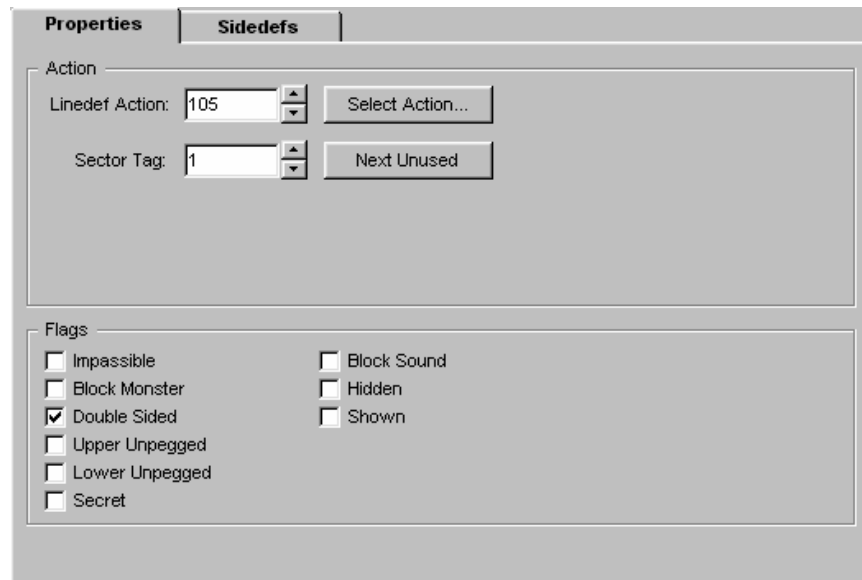 Properties Sidedefs
Action
Linedef Action: 105 Select Action...
Sector Tag: 1 Next Unused
Flags
Impassible Block Sound
Block Monster Hidden
Double Sided Shown
Upper Unpegged
Lower Unpegged
Secret